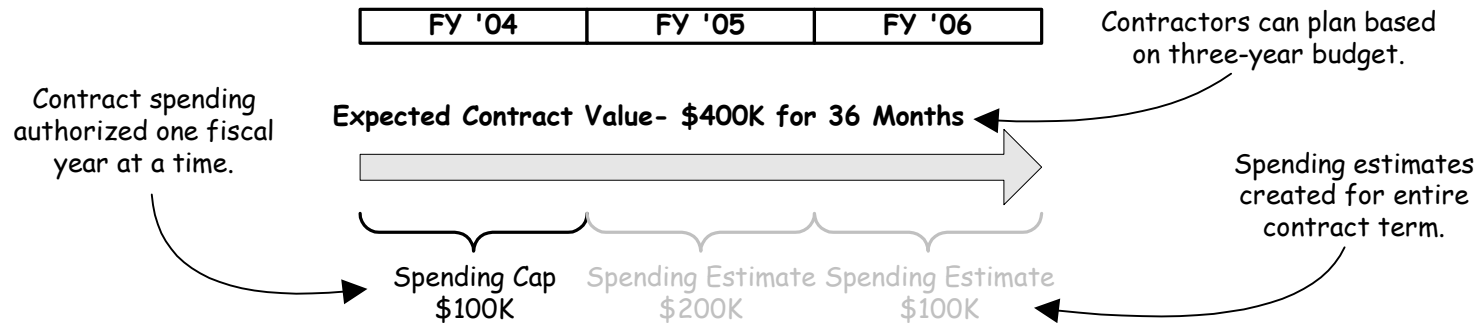 FY '04
FY '05
FY '06
Contractors can plan based
on three-year budget.
Contract spending
authorized one fiscal
year at a time.
Expected Contract Value- $400K for 36 Months
Spending estimates
created for entire
contract term.
Spending Cap
$100K
Spending Estimate
$200K
Spending Estimate
$100K